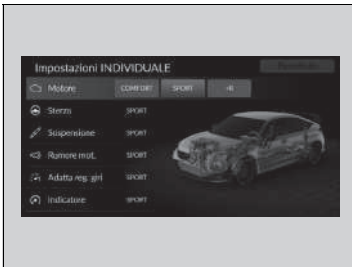 Impostazioni INDIVIDUALE
Motore COMFORT SPORT +R
Sterzo SPORT
Sospensione SPORT
Rumore mot. SPORT
Adatta reg. giri SPORT
Indicatore SPORT